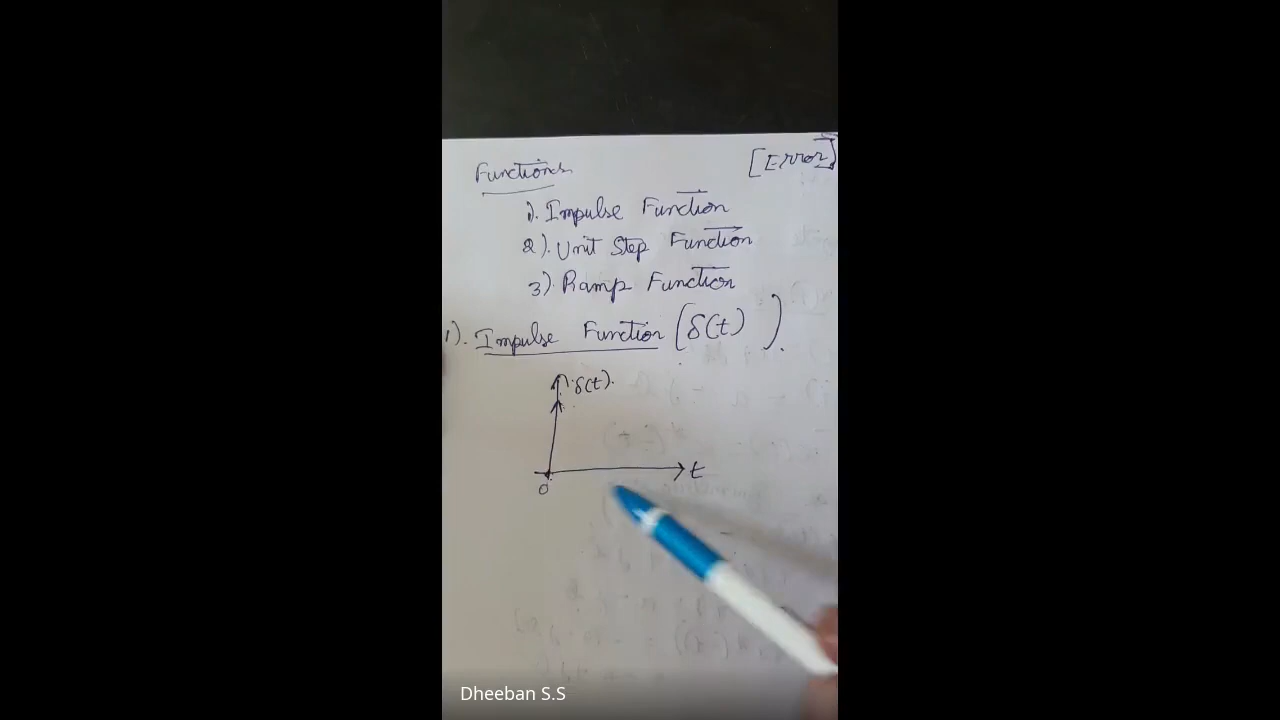 Functions
[Error]
1). Impulse Function
2). Unit Step Function
3). Ramp Function
1). Impulse Function (δ(t)).
δ(t).
t
0
Dheeban S.S